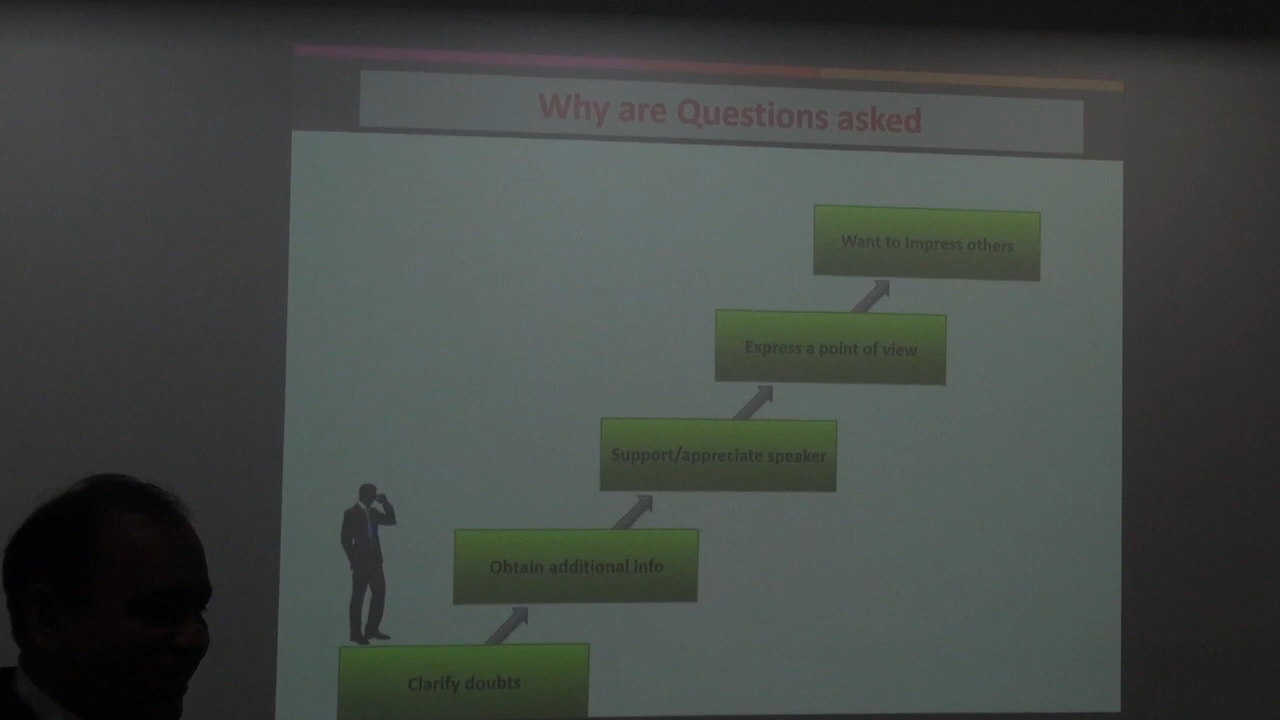 Why are Questions asked
Want to Impress others
Express a point of view
Support/appreciate speaker
Obtain additional info
Clarify doubts